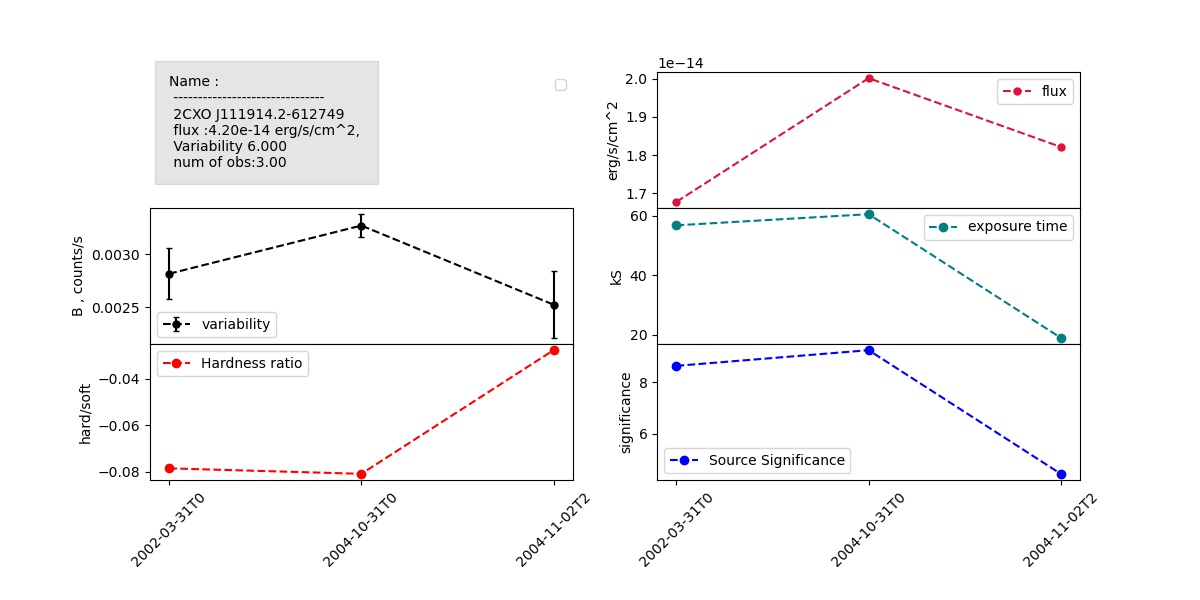 Name :
-------------------------------
2CXO J111914.2-612749
flux :4.20e-14 erg/s/cm^2,
Variability 6.000
num of obs:3.00
B , counts/s
0.0030
0.0025
variability
hard/soft
−0.04
−0.06
−0.08
Hardness ratio
2002-03-31T0
2004-10-31T0
2004-11-02T2
1e−14
erg/s/cm^2
2.0
1.9
1.8
1.7
flux
kS
60
40
20
exposure time
significance
8
6
Source Significance
2002-03-31T0
2004-10-31T0
2004-11-02T2